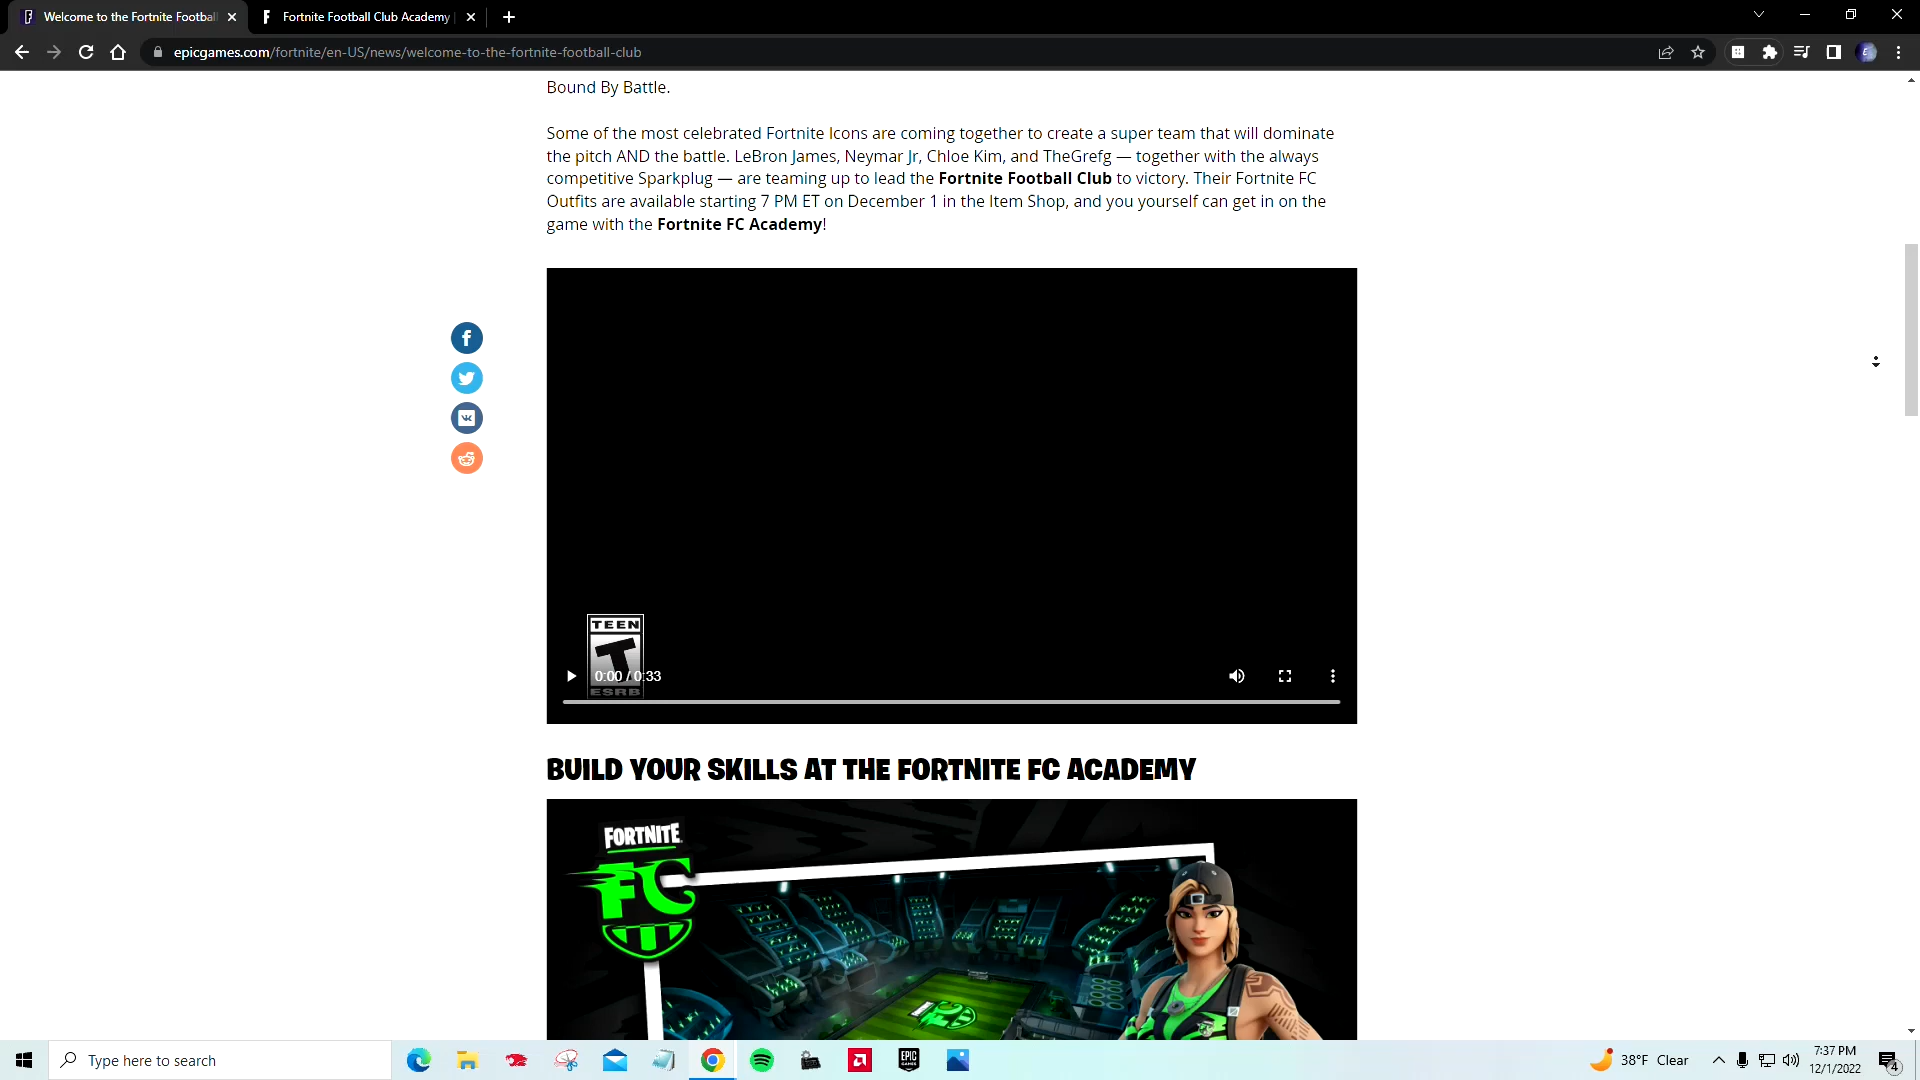 Welcome to the Fortnite Football
Fortnite Football Club Academy
epicgames.com/fortnite/en-US/news/welcome-to-the-fortnite-football-club
Bound By Battle.
Some of the most celebrated Fortnite Icons are coming together to create a super team that will dominate
the pitch AND the battle. LeBron James, Neymar Jr, Chloe Kim, and TheGrefg — together with the always
competitive Sparkplug — are teaming up to lead the Fortnite Football Club to victory. Their Fortnite FC
Outfits are available starting 7 PM ET on December 1 in the Item Shop, and you yourself can get in on the
game with the Fortnite FC Academy!
TEEN
T
0:00 / 0:33
ESRB
BUILD YOUR SKILLS AT THE FORTNITE FC ACADEMY
FORTNITE
FC
FC
Type here to search
EPIC
GAMES
38°F Clear
7:37 PM
12/1/2022
4